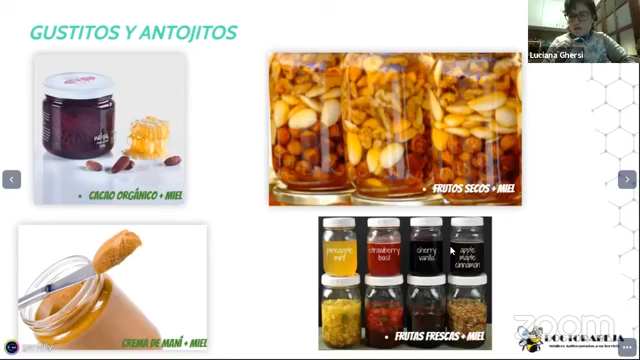 GUSTITOS Y ANTOJITOS
Luciana Ghersi
• CACAO ORGÁNICO + MIEL
• FRUTOS SECOS + MIEL
pineapple
mint
strawberry
basil
cherry
vanilla
apple
maple
cinnamon
CREMA DE MANÍ + MIEL
• FRUTAS FRESCAS + MIEL
zoom
DOCTORABEJA